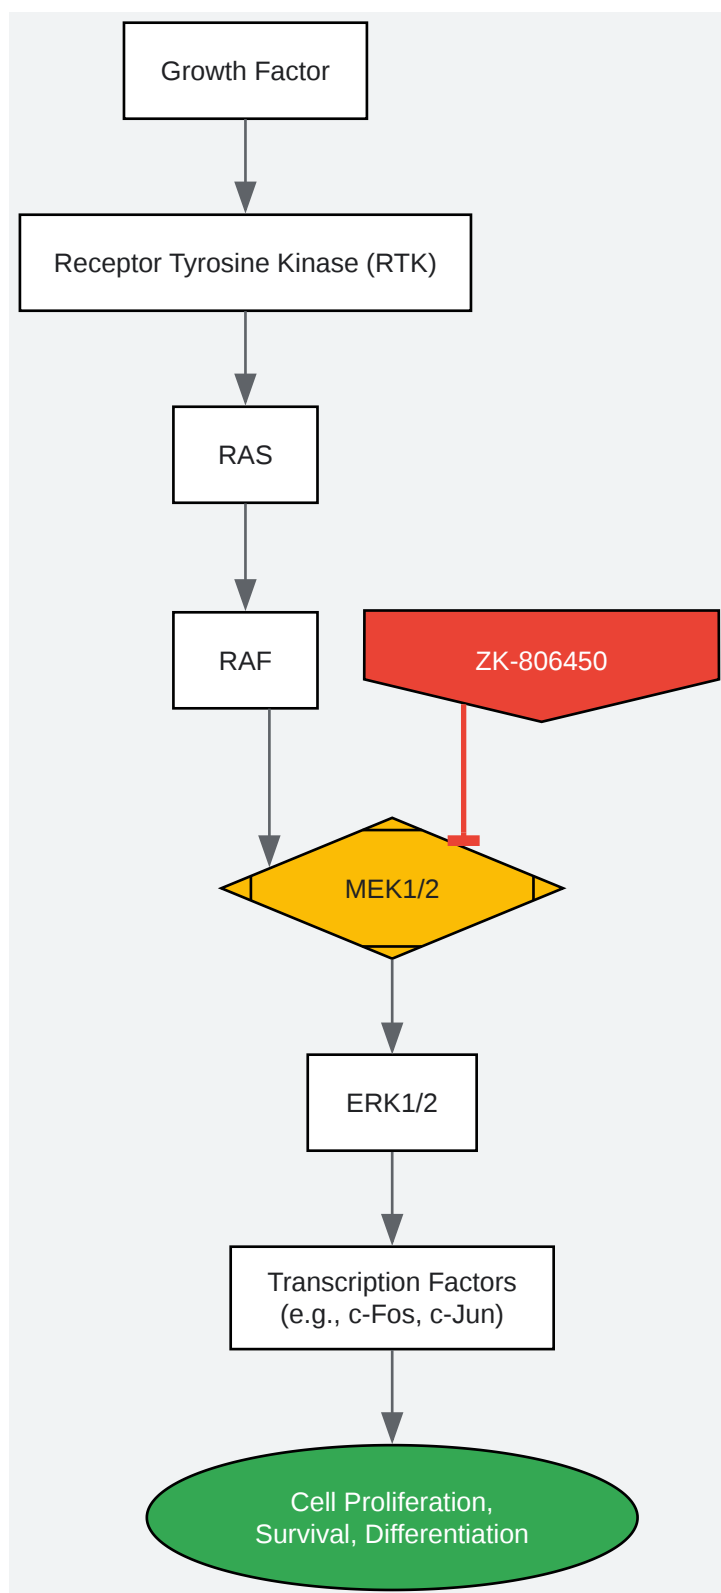 Growth Factor
Receptor Tyrosine Kinase (RTK)
RAS
RAF
ZK-806450
MEK1/2
ERK1/2
Transcription Factors
(e.g., c-Fos, c-Jun)
Cell Proliferation,
Survival, Differentiation